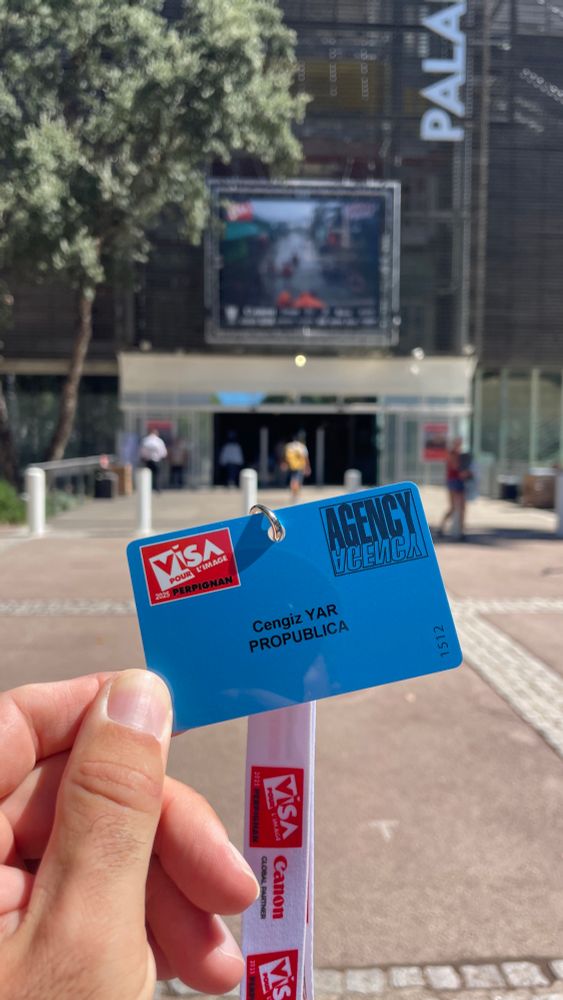 PALA
VISA
POUR L'IMAGE
2025 PERPIGNAN
AGENCY
AGENCY
Cengiz YAR
PROPUBLICA
1512
2025
VISA
POUR L'IMAGE
PERPIGNAN
Canon
GLOBAL PARTNER
2025
VISA